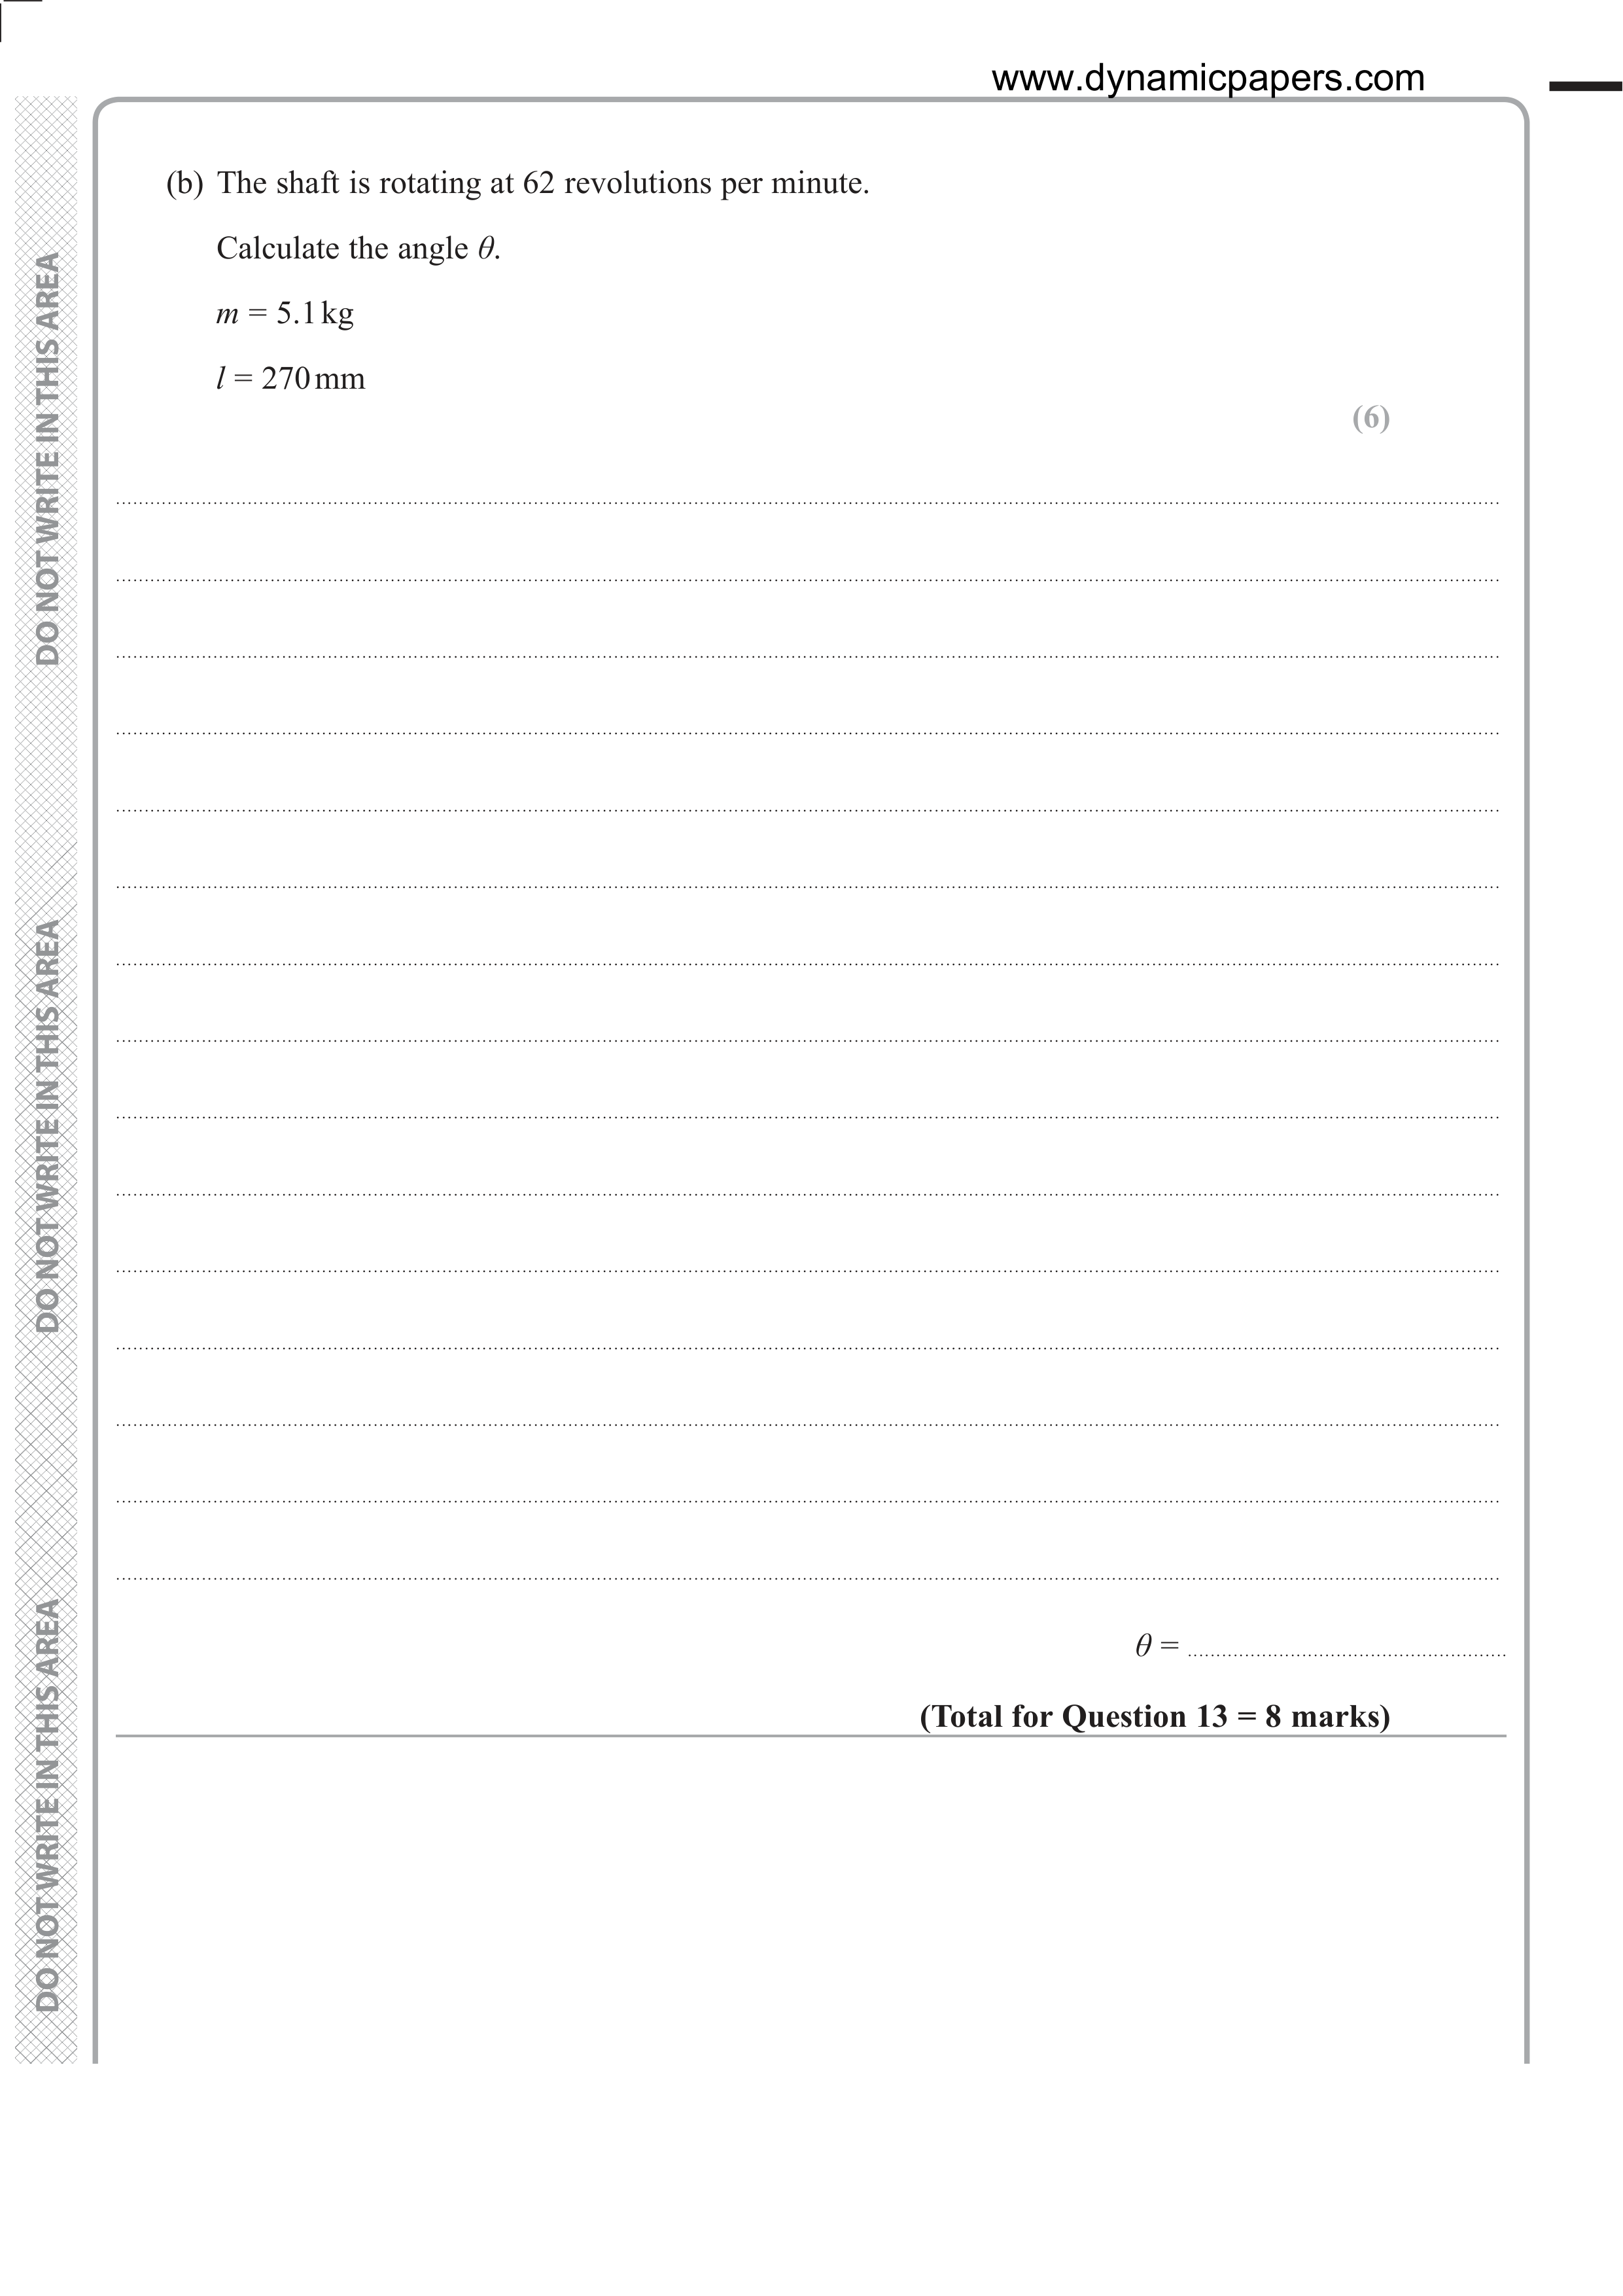 www.dynamicpapers.com
(b) The shaft is rotating at 62 revolutions per minute.
Calculate the angle θ.
m = 5.1 kg
l = 270 mm
(6)
θ =
(Total for Question 13 = 8 marks)
DO NOT WRITE IN THIS AREA
DO NOT WRITE IN THIS AREA
DO NOT WRITE IN THIS AREA